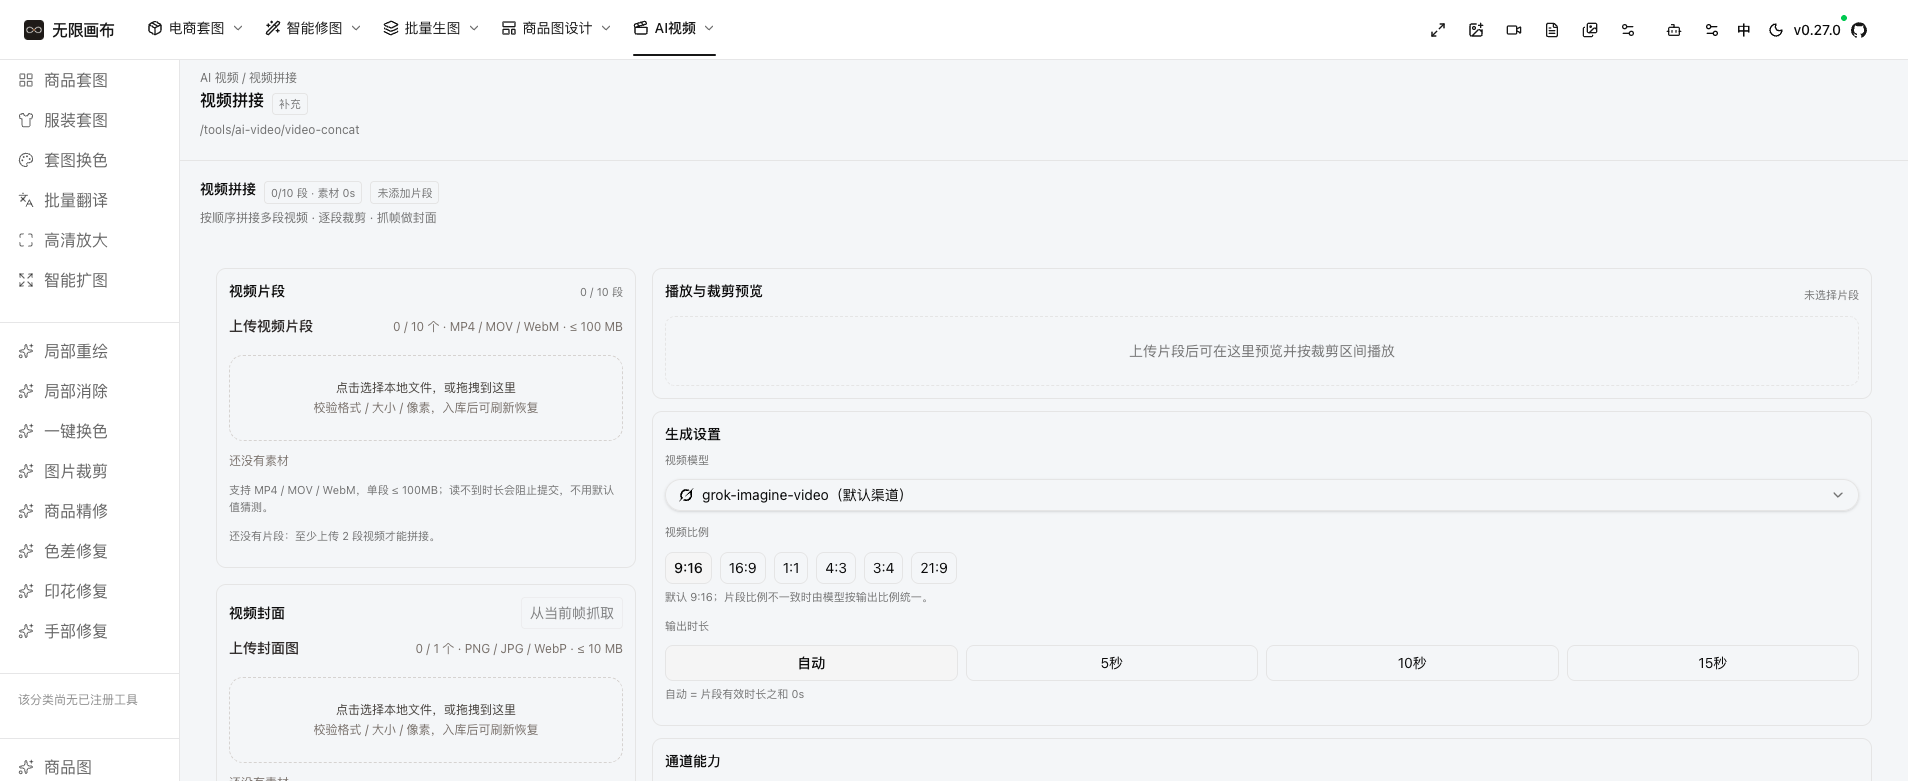 无限画布
电商套图
智能修图
批量生图
商品图设计
AI视频
中
v0.27.0
商品套图
服装套图
套图换色
批量翻译
高清放大
智能扩图
局部重绘
局部消除
一键换色
图片裁剪
商品精修
色差修复
印花修复
手部修复
该分类尚无已注册工具
商品图
AI 视频 / 视频拼接
视频拼接 补充
/tools/ai-video/video-concat
视频拼接 0/10 段 · 素材 0s 未添加片段
按顺序拼接多段视频 · 逐段裁剪 · 抓帧做封面
视频片段 0 / 10 段
上传视频片段 0 / 10 个 · MP4 / MOV / WebM · ≤ 100 MB
点击选择本地文件，或拖拽到这里
校验格式 / 大小 / 像素，入库后可刷新恢复
还没有素材
支持 MP4 / MOV / WebM，单段 ≤ 100MB；读不到时长会阻止提交，不用默认
值猜测。
还没有片段：至少上传 2 段视频才能拼接。
视频封面 从当前帧抓取
上传封面图 0 / 1 个 · PNG / JPG / WebP · ≤ 10 MB
点击选择本地文件，或拖拽到这里
校验格式 / 大小 / 像素，入库后可刷新恢复
还没有素材
播放与裁剪预览 未选择片段
上传片段后可在这里预览并按裁剪区间播放
生成设置
视频模型
grok-imagine-video（默认渠道）
视频比例
9:16 16:9 1:1 4:3 3:4 21:9
默认 9:16；片段比例不一致时由模型按输出比例统一。
输出时长
自动 5秒 10秒 15秒
自动 = 片段有效时长之和 0s
通道能力